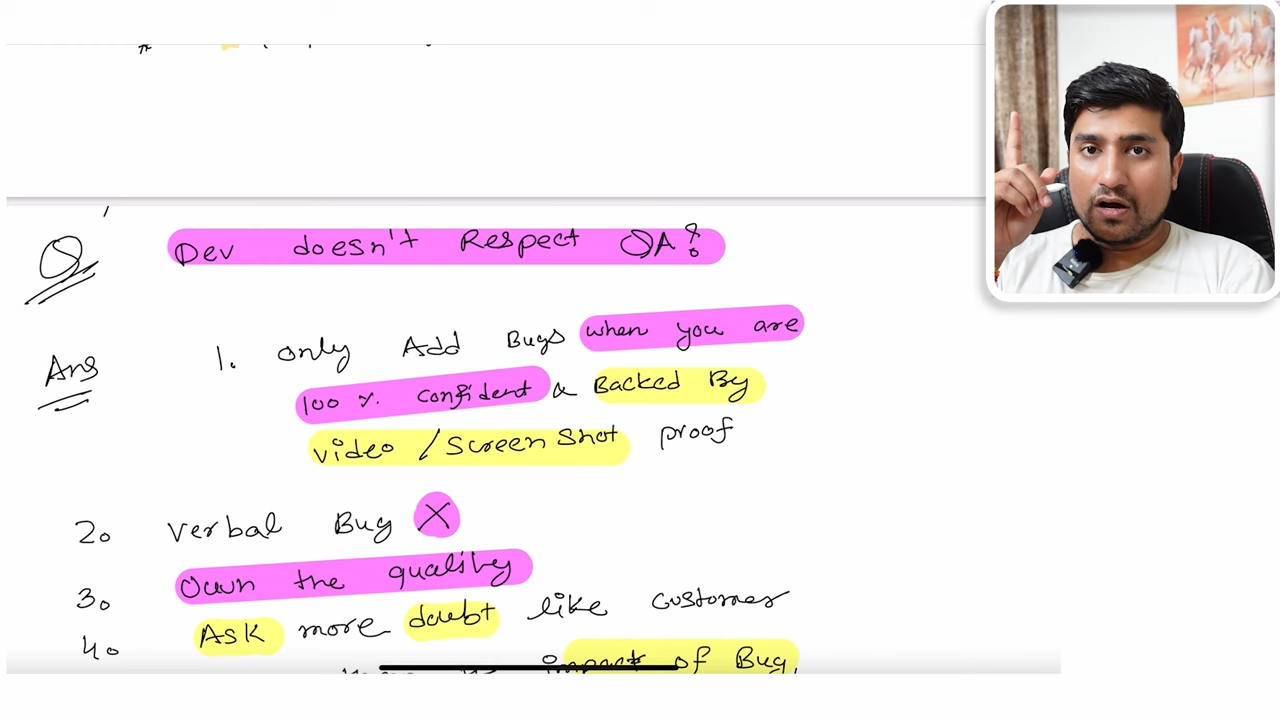 Q Dev doesn't Respect QA?
Ans 1. Only Add Bugs when you are
100 %. Confident & Backed By
video / Screen Shot proof
2. Verbal Bug X
3. Own the quality
4. Ask more doubt like customer
impact of Bug.